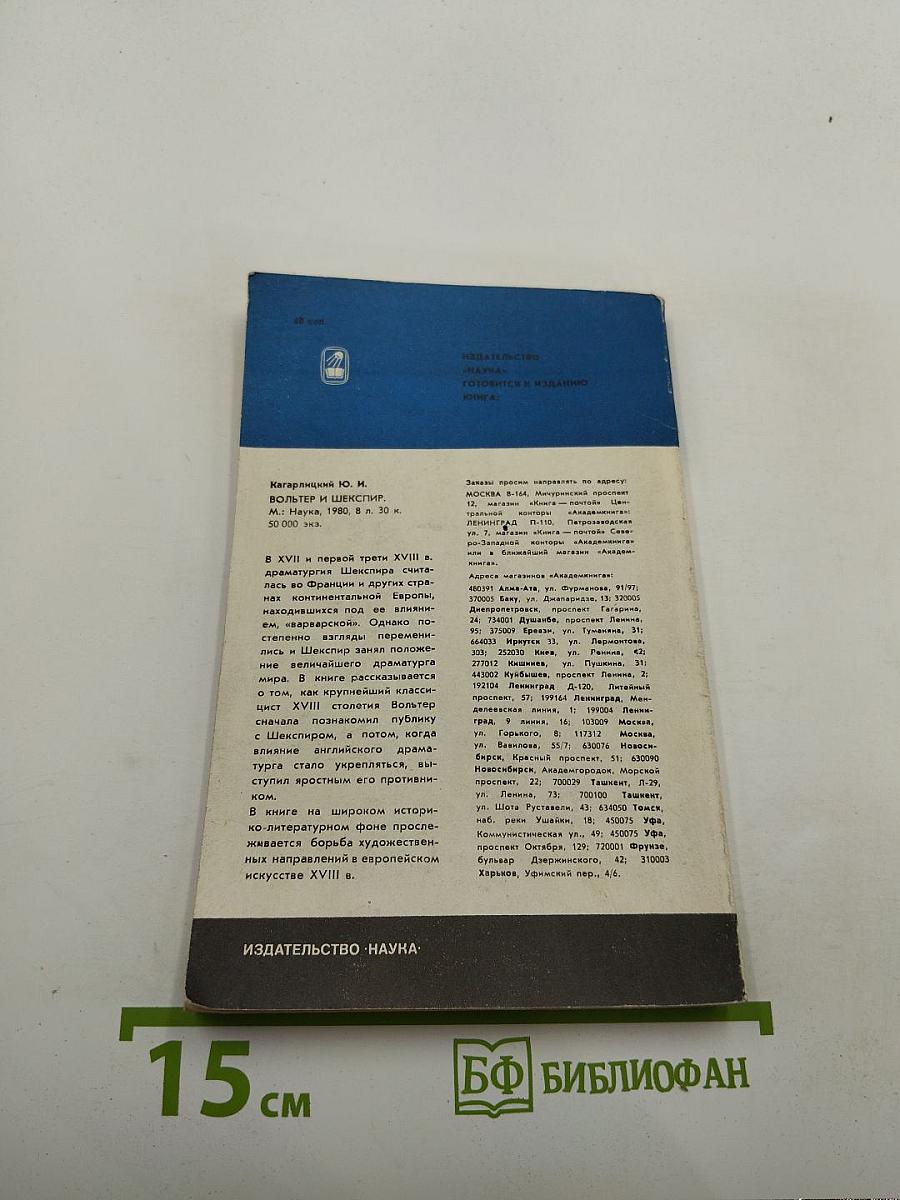 коп.
ИЗДАТЕЛЬСТВО
«НАУКА»
ГОТОВИТСЯ К ИЗДАНИЮ
КНИГА:
Кагарлицкий Ю. И.
ВОЛЬТЕР И ШЕКСПИР.
М.: Наука, 1980, 8 л. 30 к.
50 000 экз.
В XVII и первой трети XVIII в.
драматургия Шекспира счита-
лась во Франции и других стра-
нах континентальной Европы,
находившихся под ее влияни-
ем, «варварской». Однако по-
степенно взгляды перемени-
лись и Шекспир занял положе-
ние величайшего драматурга
мира. В книге рассказывается
о том, как крупнейший класси-
цист XVIII столетия Вольтер
сначала познакомил публику
с Шекспиром, а потом, когда
влияние английского драма-
турга стало укрепляться, вы-
ступил яростным его противни-
ком.
В книге на широком истори-
ко-литературном фоне просле-
живается борьба художествен-
ных направлений в европейском
искусстве XVIII в.
Заказы просим направлять по адресу:
МОСКВА В-164, Мичуринский проспект
12, магазин «Книга — почтой» Цен-
тральной конторы «Академкнига»;
ЛЕНИНГРАД П-110, Петрозаводская
ул. 7, магазин «Книга — почтой» Севе-
ро-Западной конторы «Академкнига»
или в ближайший магазин «Академ-
книга».
Адреса магазинов «Академкнига»:
480391 Алма-Ата, ул. Фурманова, 91/97;
370005 Баку, ул. Джапаридзе, 13; 320005
Днепропетровск, проспект Гагарина,
24; 734001 Душанбе, проспект Ленина,
95; 375009 Ереван, ул. Туманяна, 31;
664033 Иркутск 33, ул. Лермонтова,
303; 252030 Киев, ул. Ленина, 42;
277012 Кишинев, ул. Пушкина, 31;
443002 Куйбышев, проспект Ленина, 2;
192104 Ленинград Д-120, Литейный
проспект, 57; 199164 Ленинград, Мен-
делеевская линия, 1; 199004 Ленин-
град, 9 линия, 16; 103009 Москва,
ул. Горького, 8; 117312 Москва,
ул. Вавилова, 55/7; 630076 Новоси-
бирск, Красный проспект, 51; 630090
Новосибирск, Академгородок, Морской
проспект, 22; 700029 Ташкент, Л-29,
ул. Ленина, 73; 700100 Ташкент,
ул. Шота Руставели, 43; 634050 Томск,
наб. реки Ушайки, 18; 450075 Уфа,
Коммунистическая ул., 49; 450075 Уфа,
проспект Октября, 129; 720001 Фрунзе,
бульвар Дзержинского, 42; 310003
Харьков, Уфимский пер., 4/6.
ИЗДАТЕЛЬСТВО ·НАУКА·
15 см
БФ БИБЛИОФАН